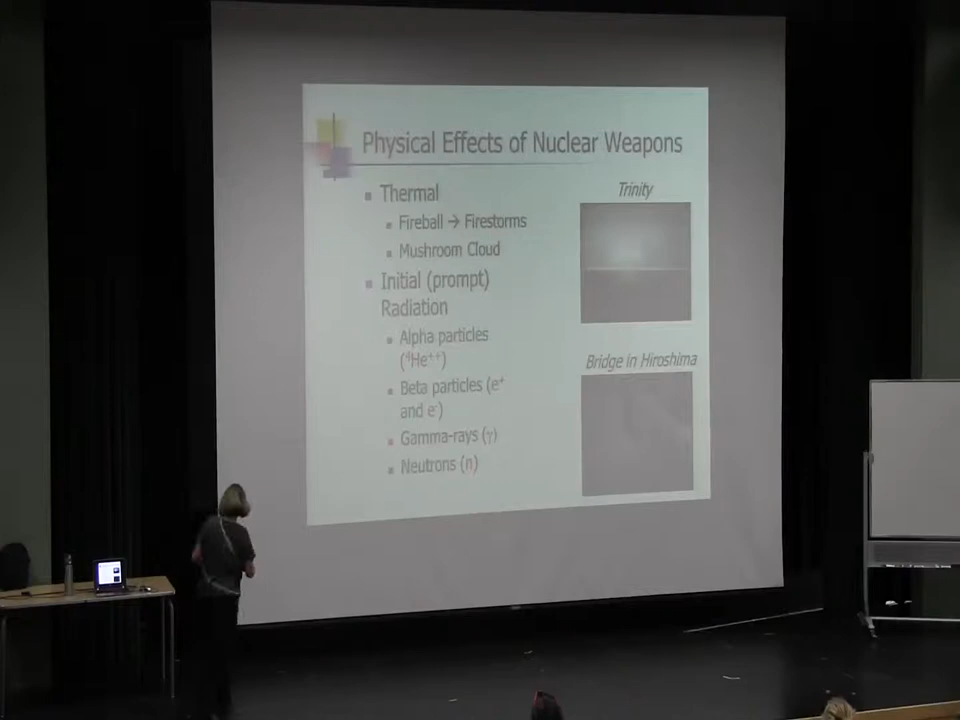 Physical Effects of Nuclear Weapons
Thermal
Fireball → Firestorms
Mushroom Cloud
Initial (prompt)
Radiation
Alpha particles
(⁴He⁺⁺)
Beta particles (e⁺
and e⁻)
Gamma-rays (γ)
Neutrons (n)
Trinity
Bridge in Hiroshima